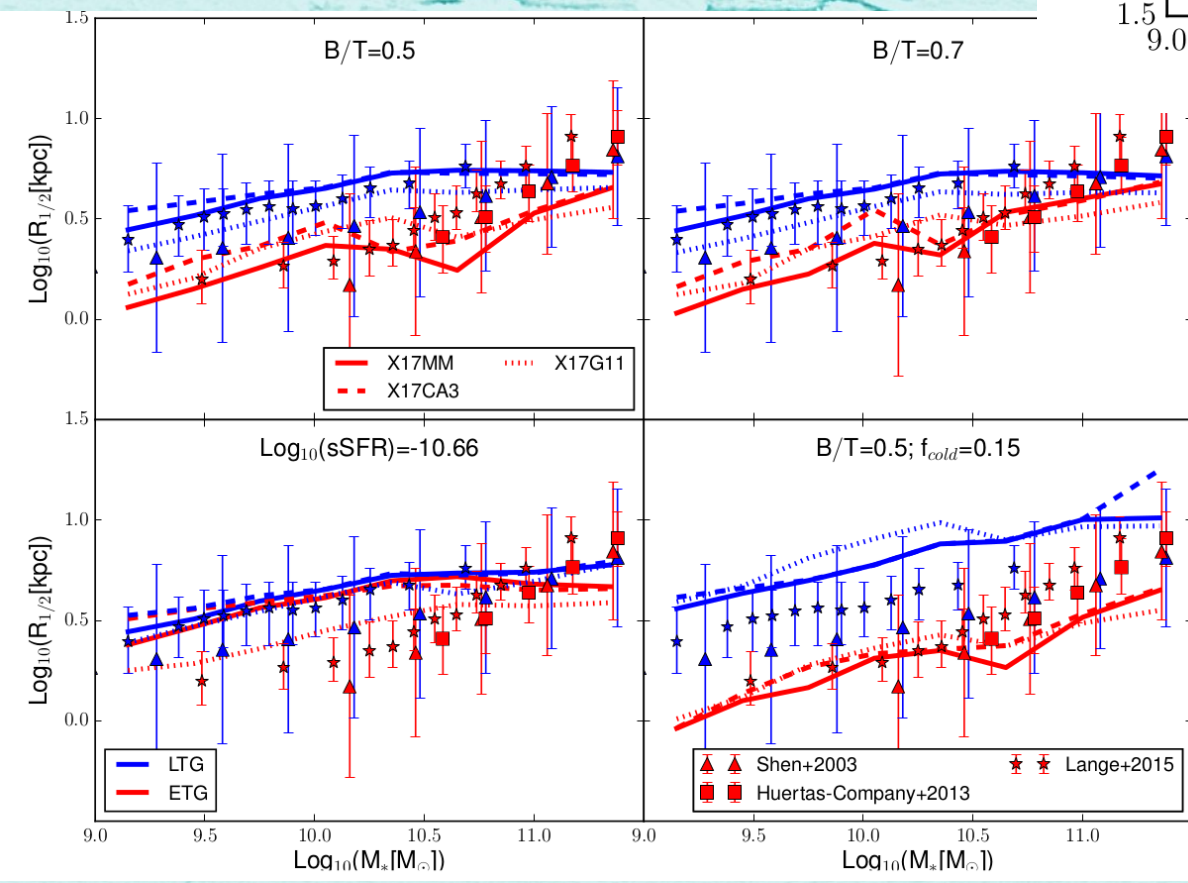 1.5
9.0
1.5
B/T=0.5
B/T=0.7
1.0
0.5
0.0
Log10(R1/2[kpc])
X17MM
X17G11
X17CA3
1.5
Log10(sSFR)=-10.66
B/T=0.5; fcold=0.15
1.0
0.5
0.0
Log10(R1/2[kpc])
LTG
ETG
Shen+2003
Lange+2015
Huertas-Company+2013
9.0 9.5 10.0 10.5 11.0 9.0 9.5 10.0 10.5 11.0
Log10(M*[M⊙])
Log10(M*[M⊙])